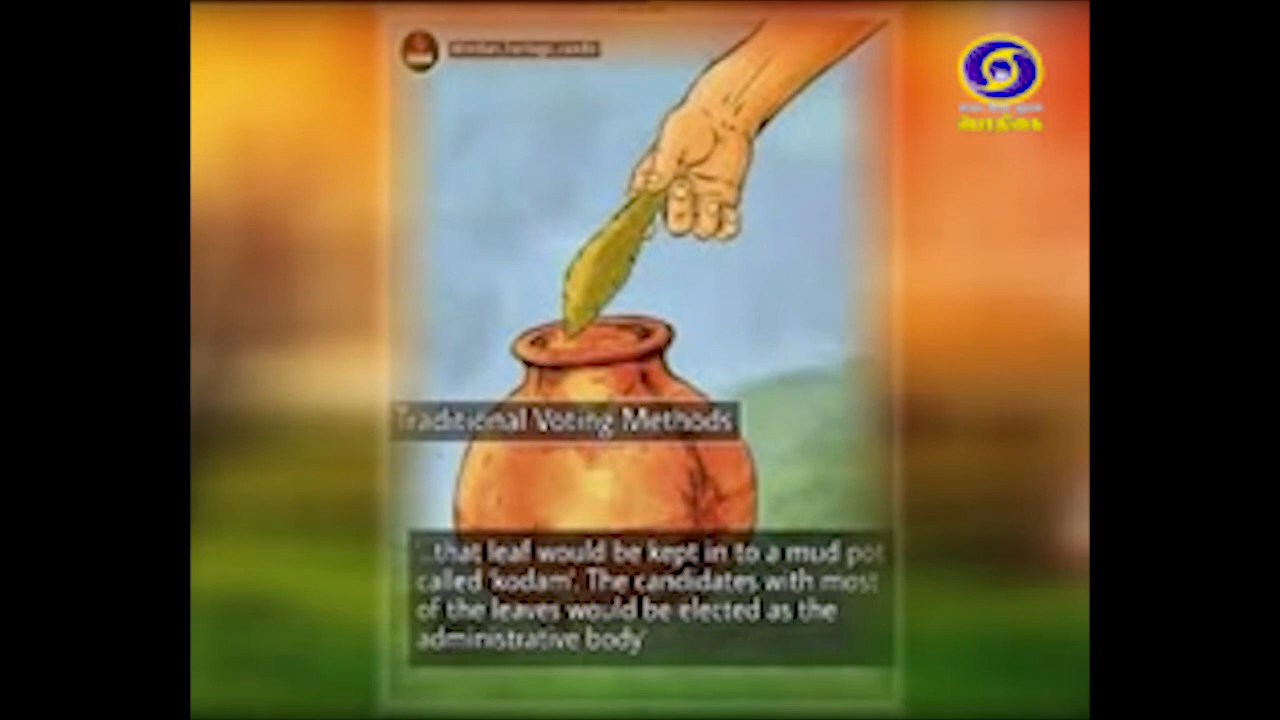 பொதிகை
Traditional Voting Methods
'...that leaf would be kept in to a mud pot
called 'kodam'. The candidates with most
of the leaves would be elected as the
administrative body'